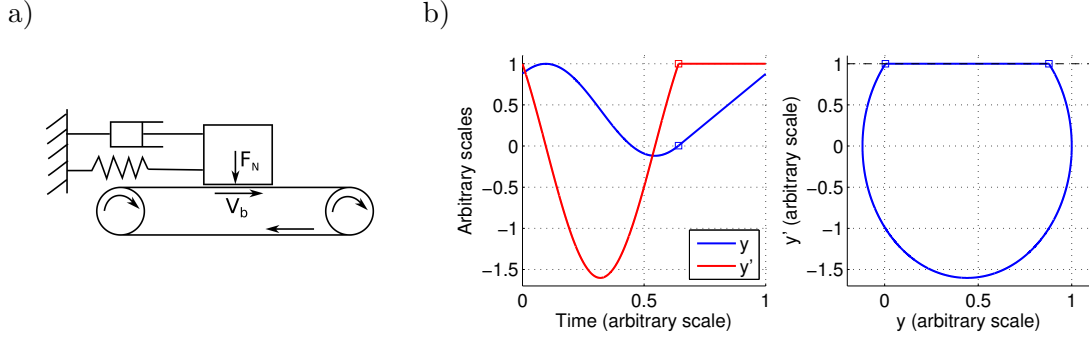 a)
F_N
V_b
b)
Arbitrary scales
1
0.5
0
−0.5
−1
−1.5
y
y'
0
0.5
1
Time (arbitrary scale)
y' (arbitrary scale)
1
0.5
0
−0.5
−1
−1.5
0
0.5
1
y (arbitrary scale)